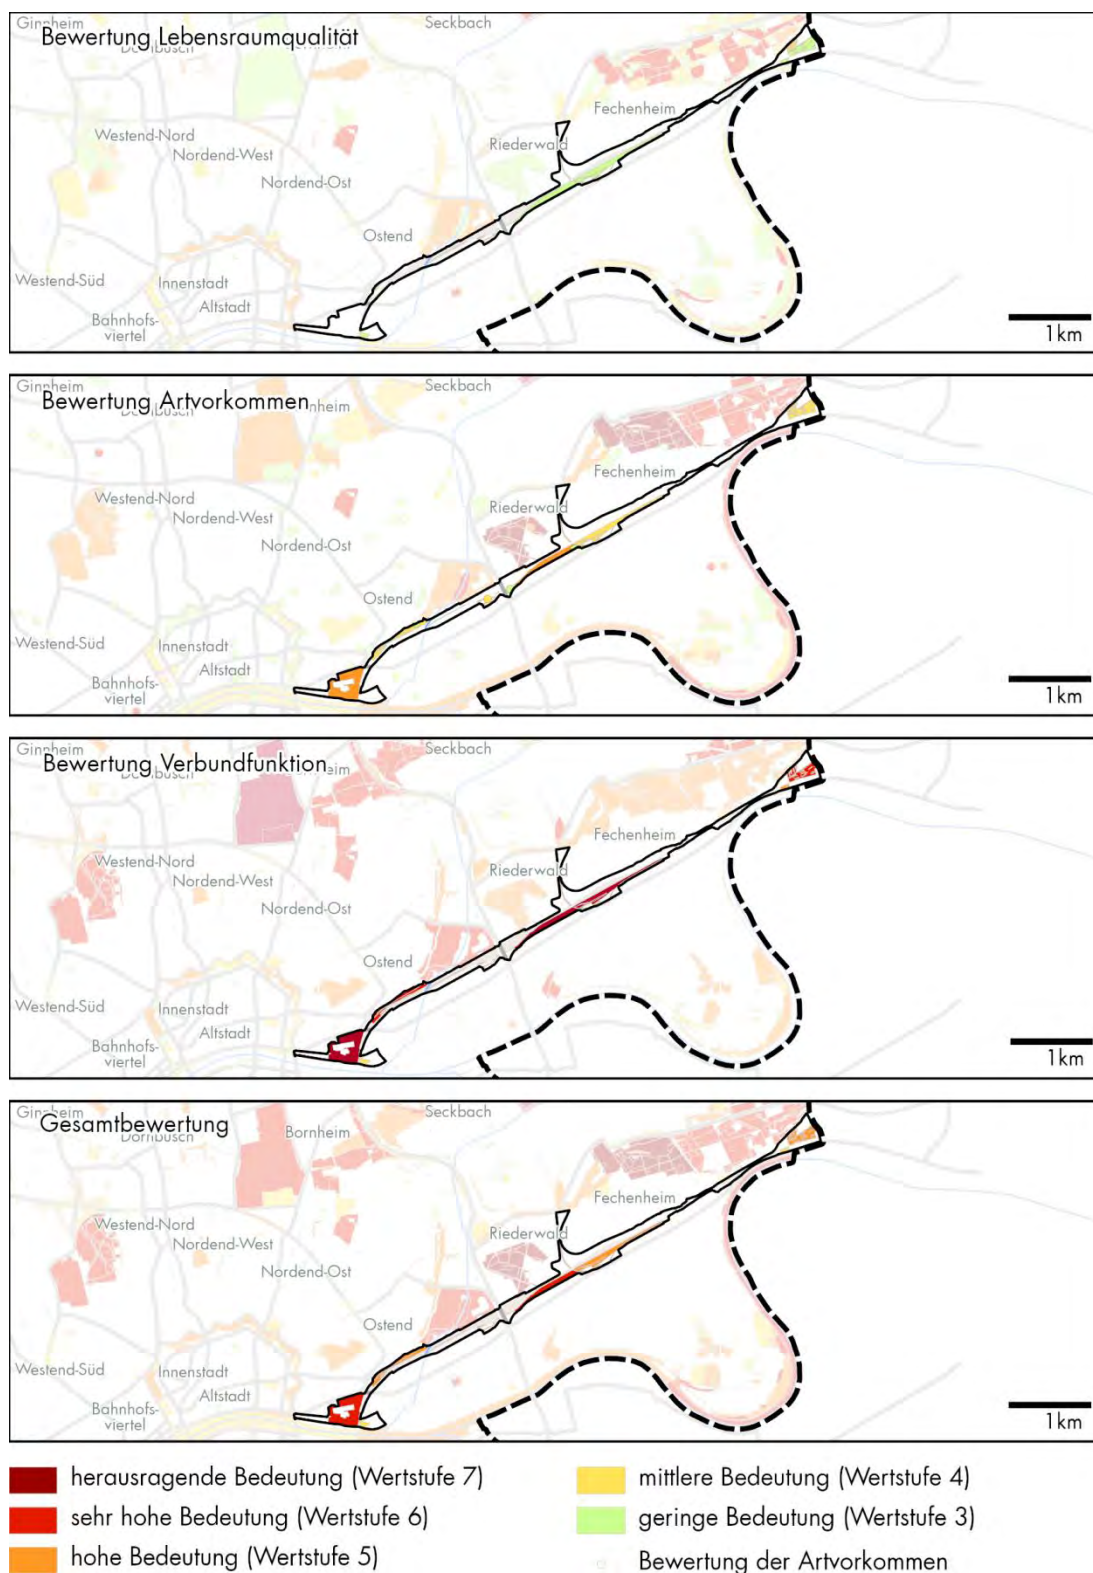 Ginnheim
Seckbach
Bewertung Lebensraumqualität
Fechenheim
Westend-Nord
Riederwald
Nordend-West
Nordend-Ost
Ostend
Westend-Süd
Innenstadt
Altstadt
Bahnhofs-
viertel
1km
Ginnheim
Seckbach
Bewertung Artvorkommen
Fechenheim
Westend-Nord
Riederwald
Nordend-West
Nordend-Ost
Ostend
Westend-Süd
Innenstadt
Altstadt
Bahnhofs-
viertel
1km
Ginnheim
Seckbach
Bewertung Verbundfunktion
Fechenheim
Westend-Nord
Riederwald
Nordend-West
Nordend-Ost
Ostend
Westend-Süd
Innenstadt
Altstadt
Bahnhofs-
viertel
1km
Ginnheim
Seckbach
Gesamtbewertung
Dornbusch
Bornheim
Fechenheim
Westend-Nord
Riederwald
Nordend-West
Nordend-Ost
Ostend
Westend-Süd
Innenstadt
Altstadt
Bahnhofs-
viertel
1km
herausragende Bedeutung (Wertstufe 7)
mittlere Bedeutung (Wertstufe 4)
sehr hohe Bedeutung (Wertstufe 6)
geringe Bedeutung (Wertstufe 3)
hohe Bedeutung (Wertstufe 5)
Bewertung der Artvorkommen